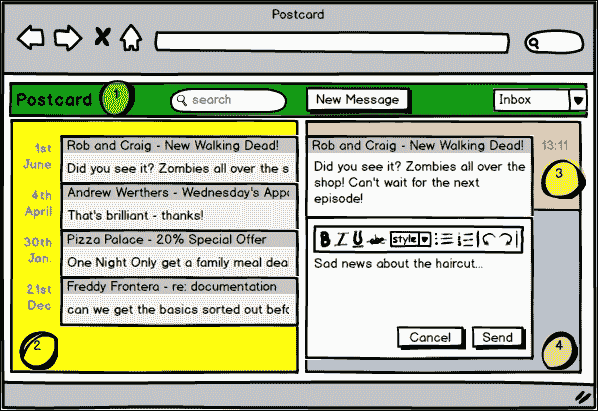 Postcard
Postcard
1
search
New Message
Inbox
1st
June
Rob and Craig - New Walking Dead!
Did you see it? Zombies all over the s
4th
April
Andrew Werthers - Wednesday's Appo
That's brilliant - thanks!
30th
Jan
Pizza Palace - 20% Special Offer
One Night Only get a family meal dea
21st
Dec
Freddy Frontera - re: documentation
can we get the basics sorted out befo
2
Rob and Craig - New Walking Dead!
13:11
Did you see it? Zombies all over the
shop! Can't wait for the next
episode!
3
B I U abc style
Sad news about the haircut...
Cancel
Send
4